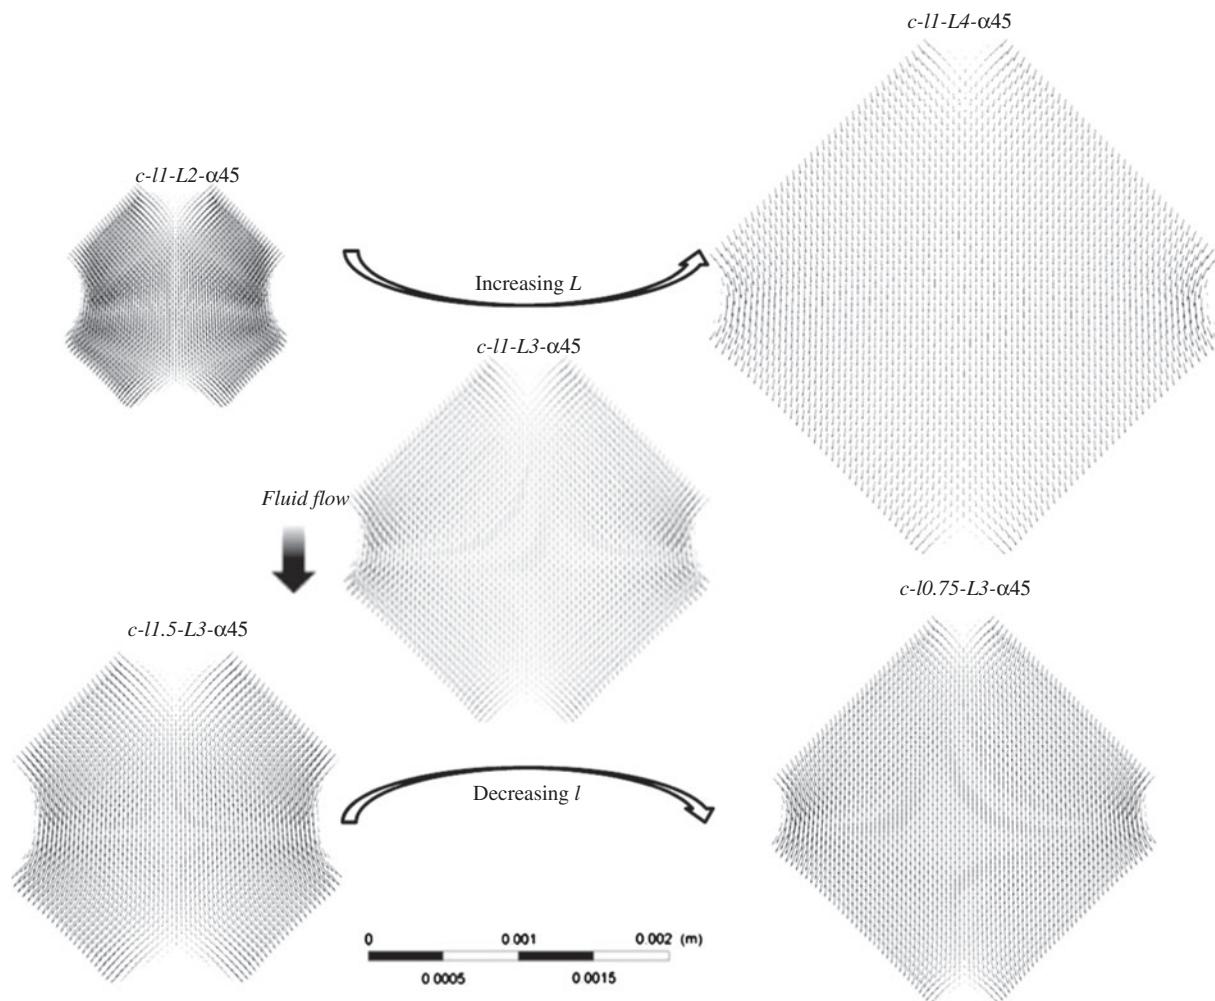 c-l1-L4-α45
c-l1-L2-α45
Increasing L
c-l1-L3-α45
Fluid flow
c-l0.75-L3-α45
c-l1.5-L3-α45
Decreasing l
0 0 001 0 002 (m)
0 0005 0 0015